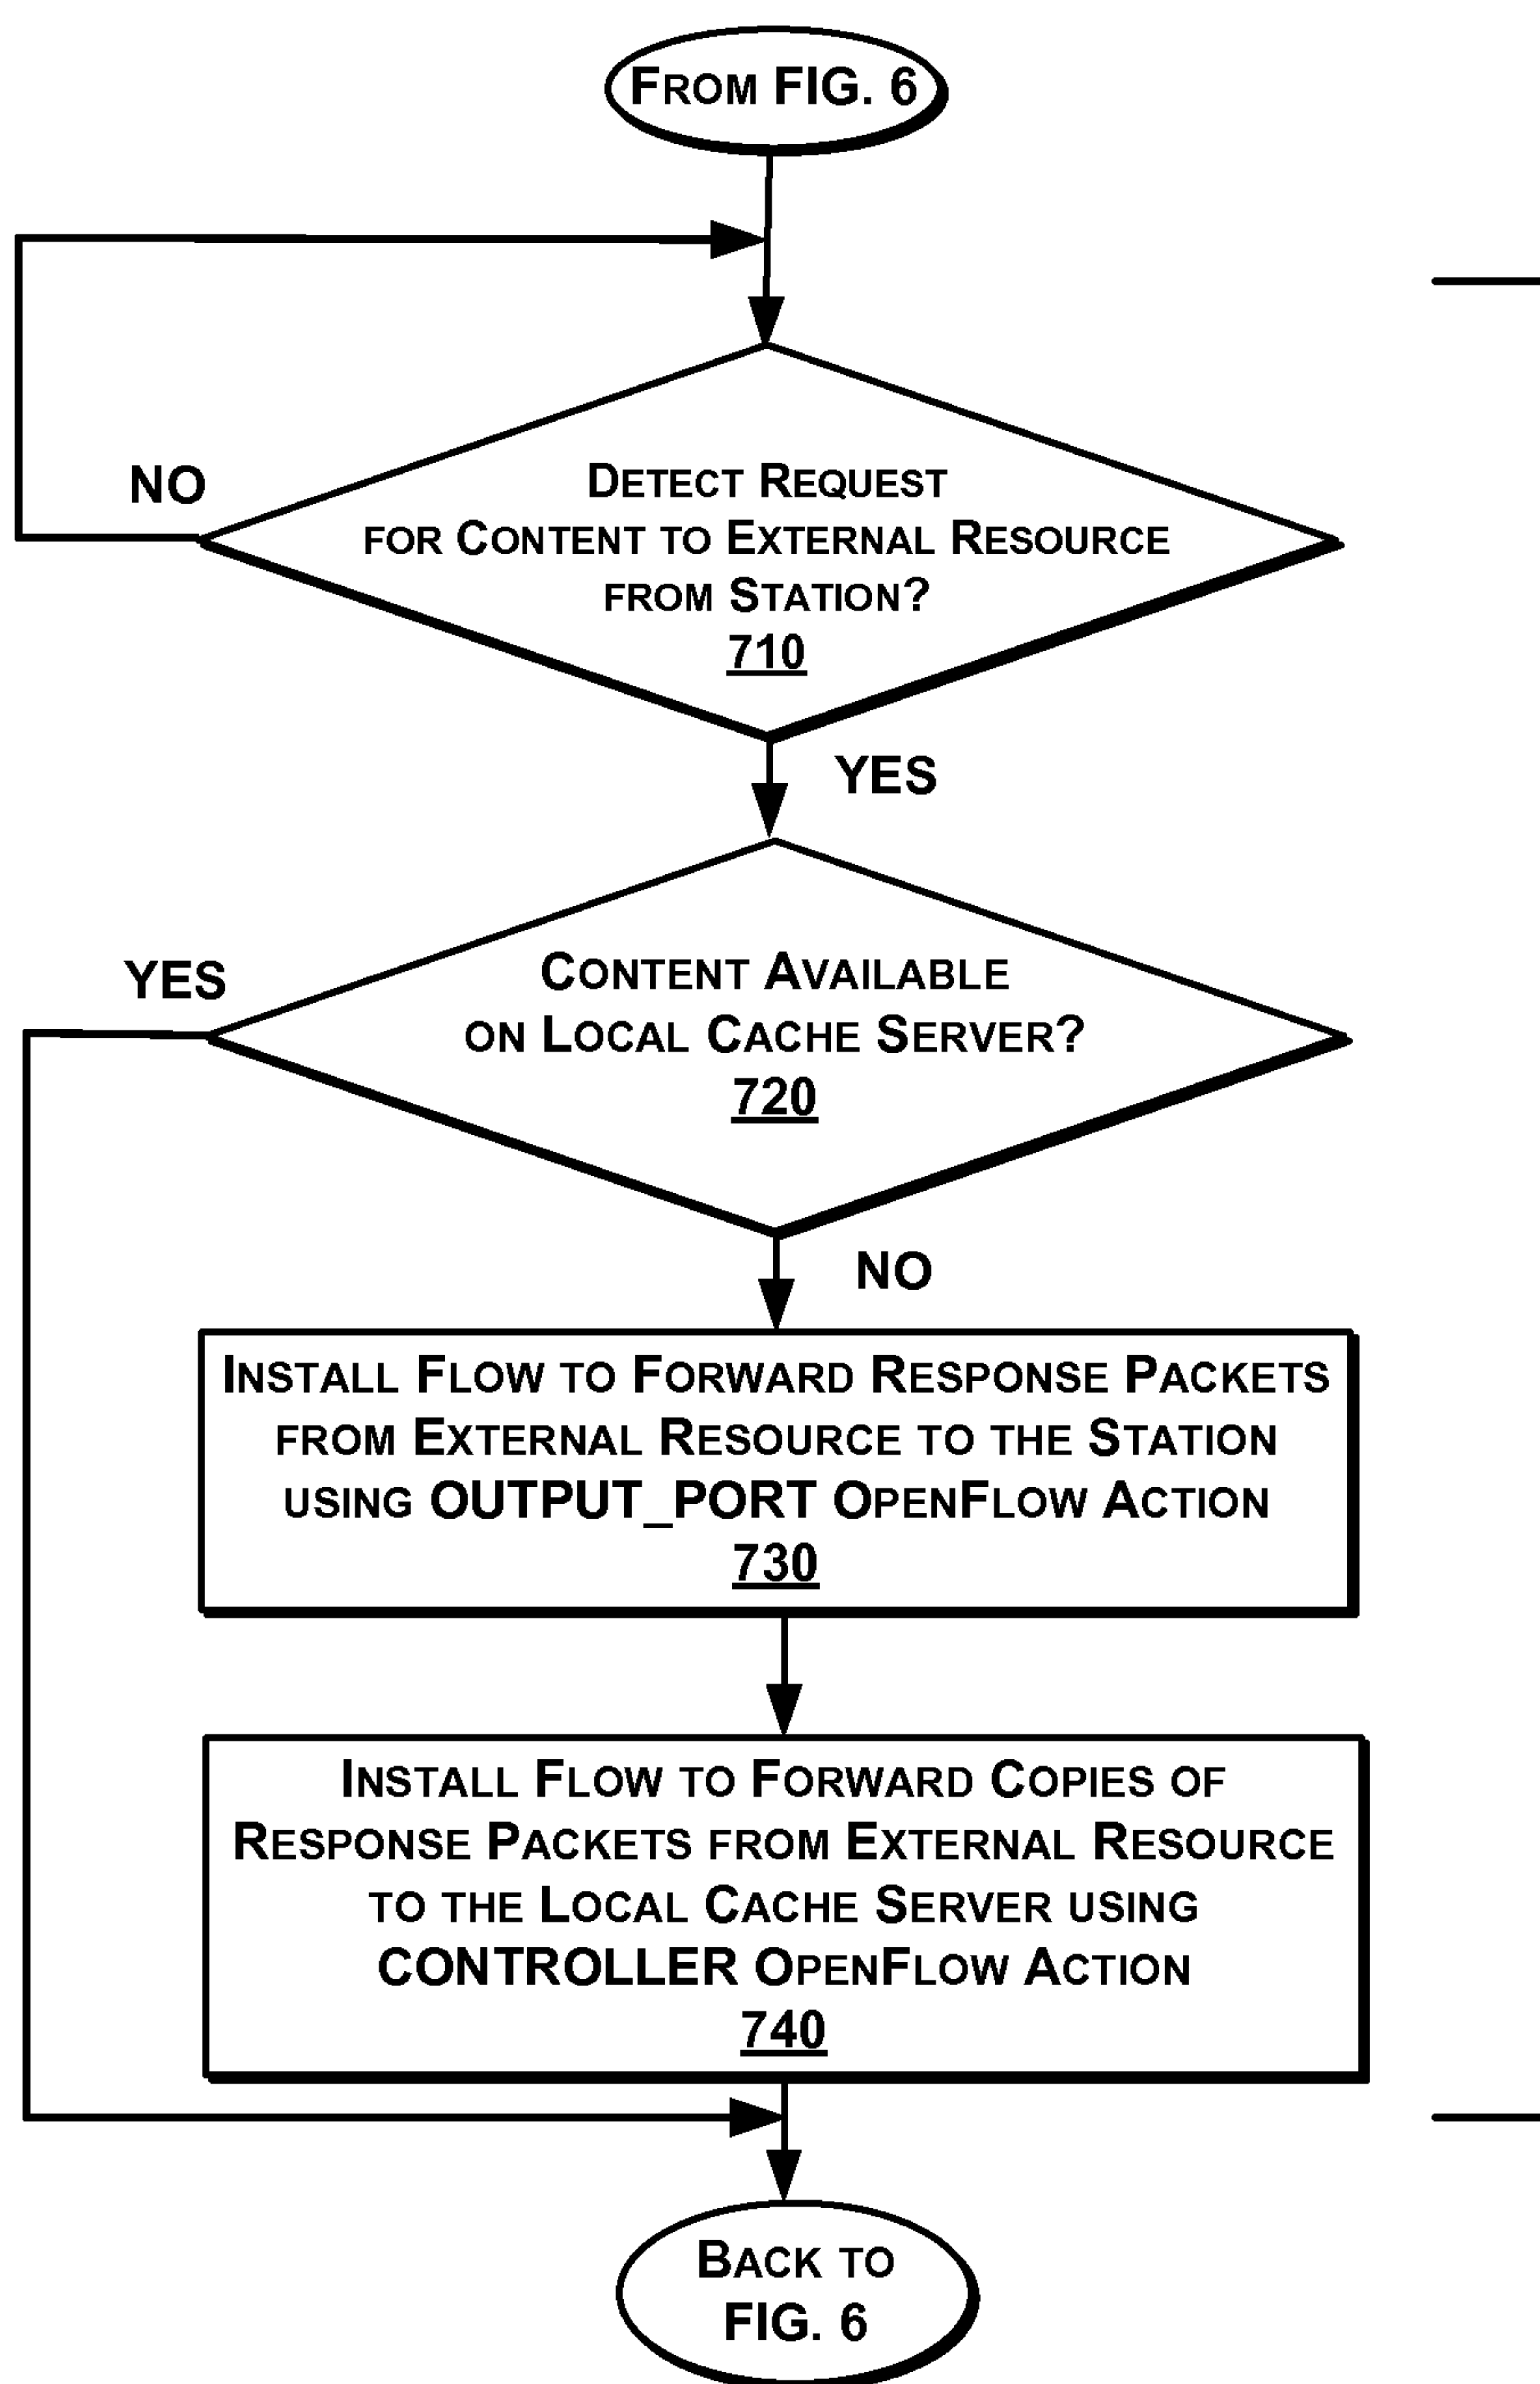 FROM FIG. 6
NO
DETECT REQUEST
FOR CONTENT TO EXTERNAL RESOURCE
FROM STATION?
710
YES
YES
CONTENT AVAILABLE
ON LOCAL CACHE SERVER?
720
NO
INSTALL FLOW TO FORWARD RESPONSE PACKETS
FROM EXTERNAL RESOURCE TO THE STATION
USING OUTPUT_PORT OPENFLOW ACTION
730
INSTALL FLOW TO FORWARD COPIES OF
RESPONSE PACKETS FROM EXTERNAL RESOURCE
TO THE LOCAL CACHE SERVER USING
CONTROLLER OPENFLOW ACTION
740
BACK TO
FIG. 6